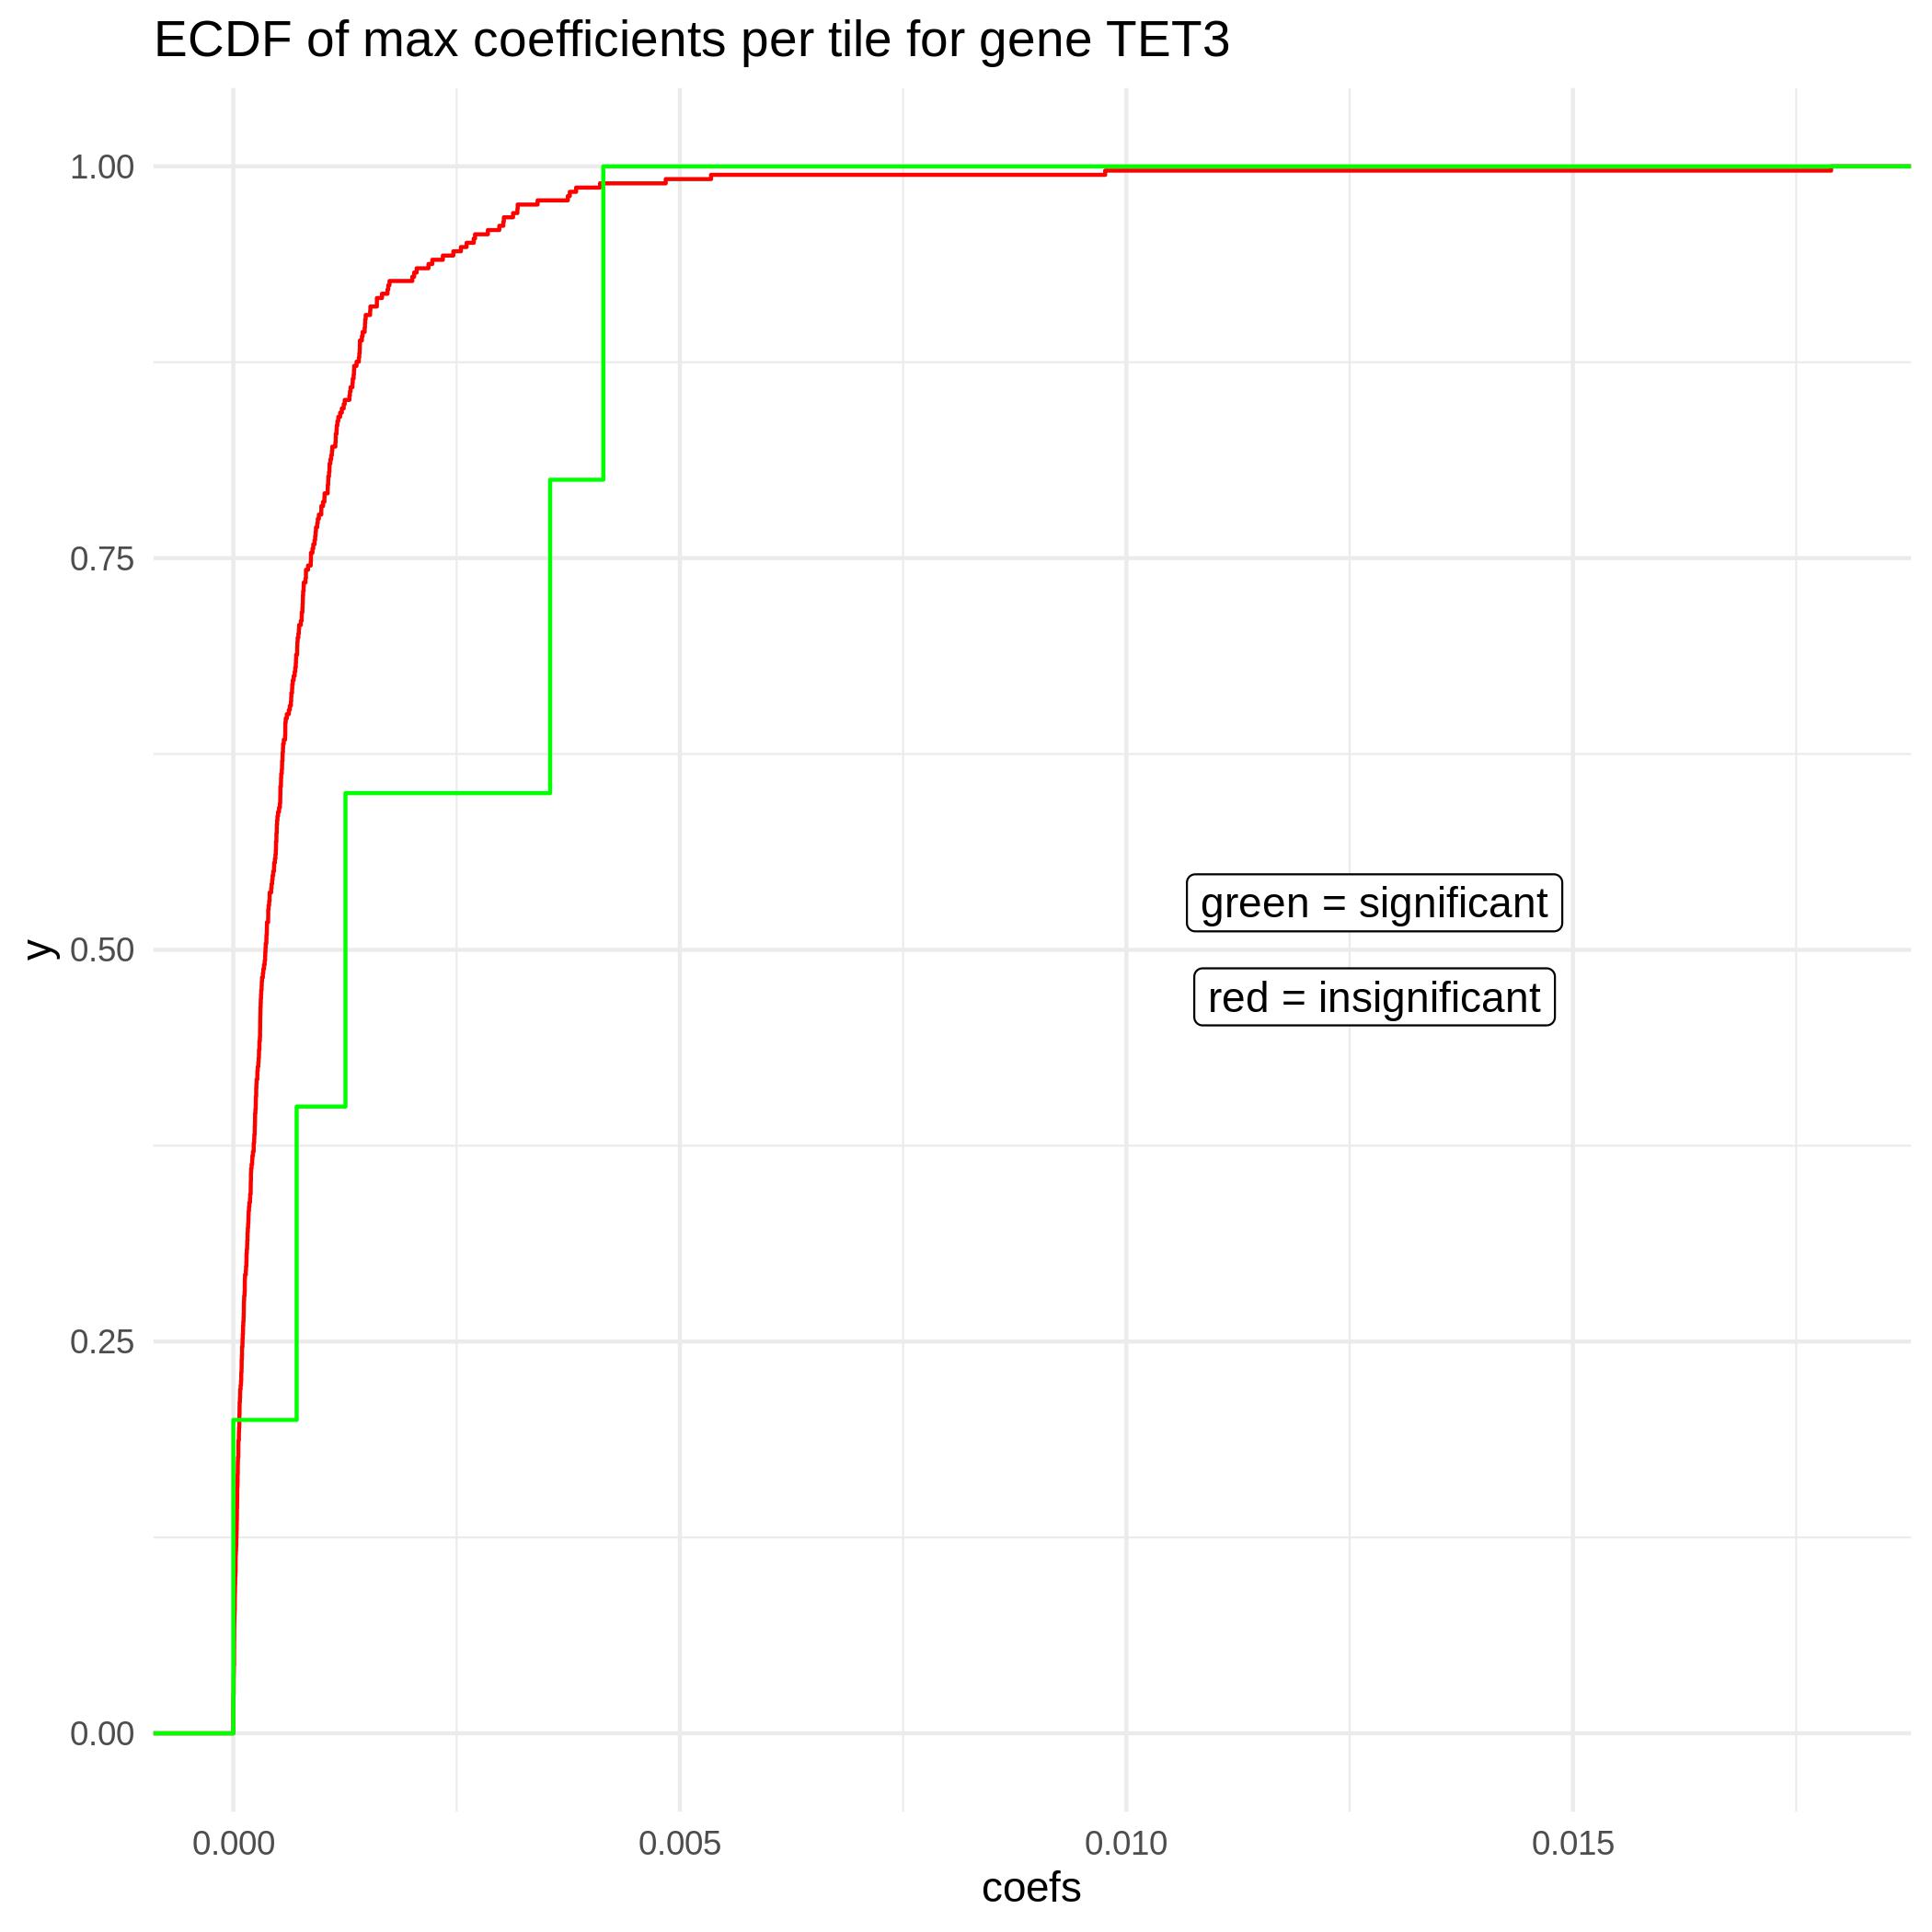 ECDF of max coefficients per tile for gene TET3
1.00
0.75
0.50
0.25
0.00
y
green = significant
red = insignificant
0.000 0.005 0.010 0.015
coefs